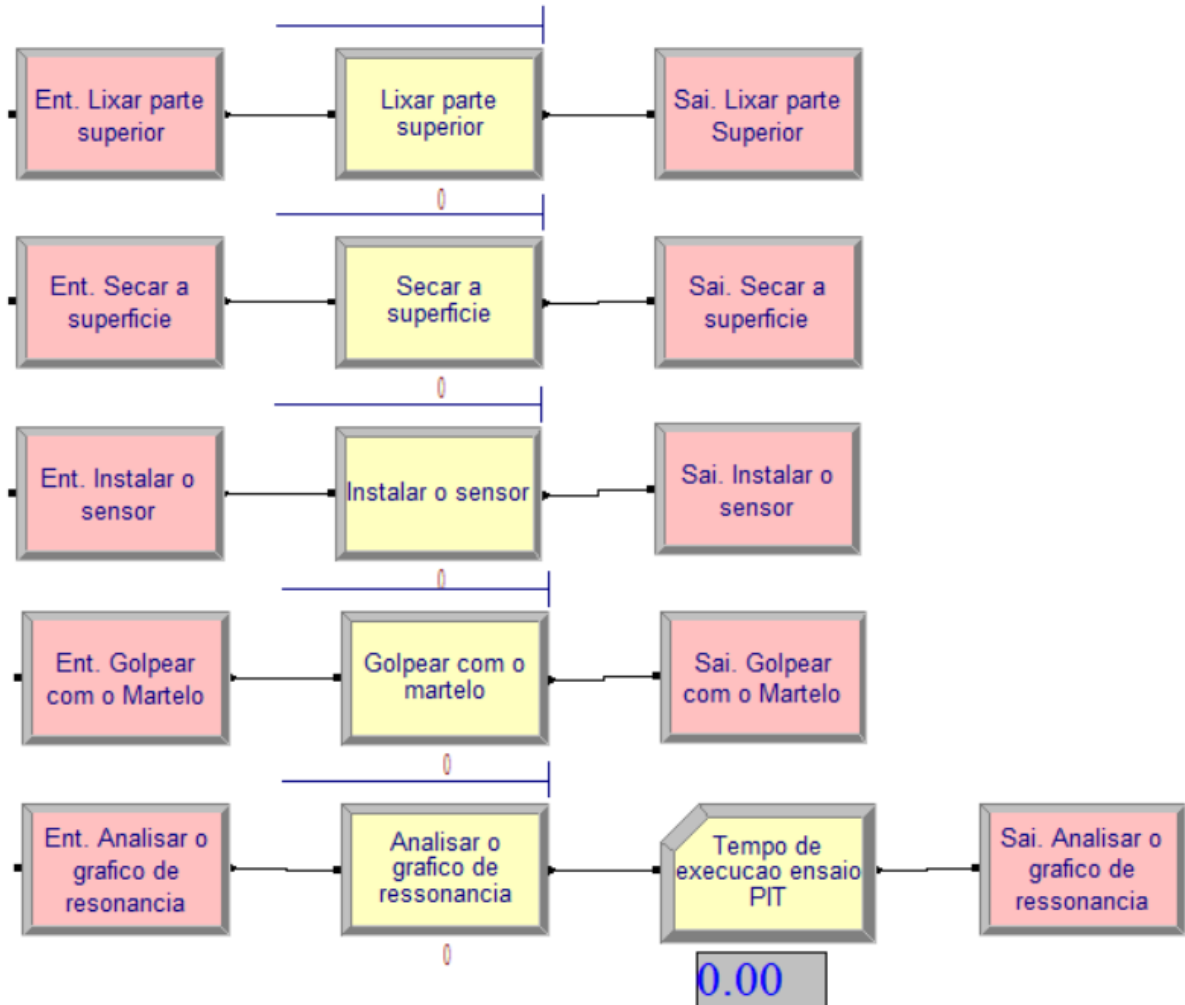 Ent. Lixar parte
superior
Lixar parte
superior
Sai. Lixar parte
Superior
0
Ent. Secar a
superficie
Secar a
superficie
Sai. Secar a
superficie
0
Ent. Instalar o
sensor
Instalar o sensor
Sai. Instalar o
sensor
0
Ent. Golpear
com o Martelo
Golpear com o
martelo
Sai. Golpear
com o Martelo
0
Ent. Analisar o
grafico de
resonancia
Analisar o
grafico de
ressonancia
Tempo de
execucao ensaio
PIT
Sai. Analisar o
grafico de
ressonancia
0
0.00